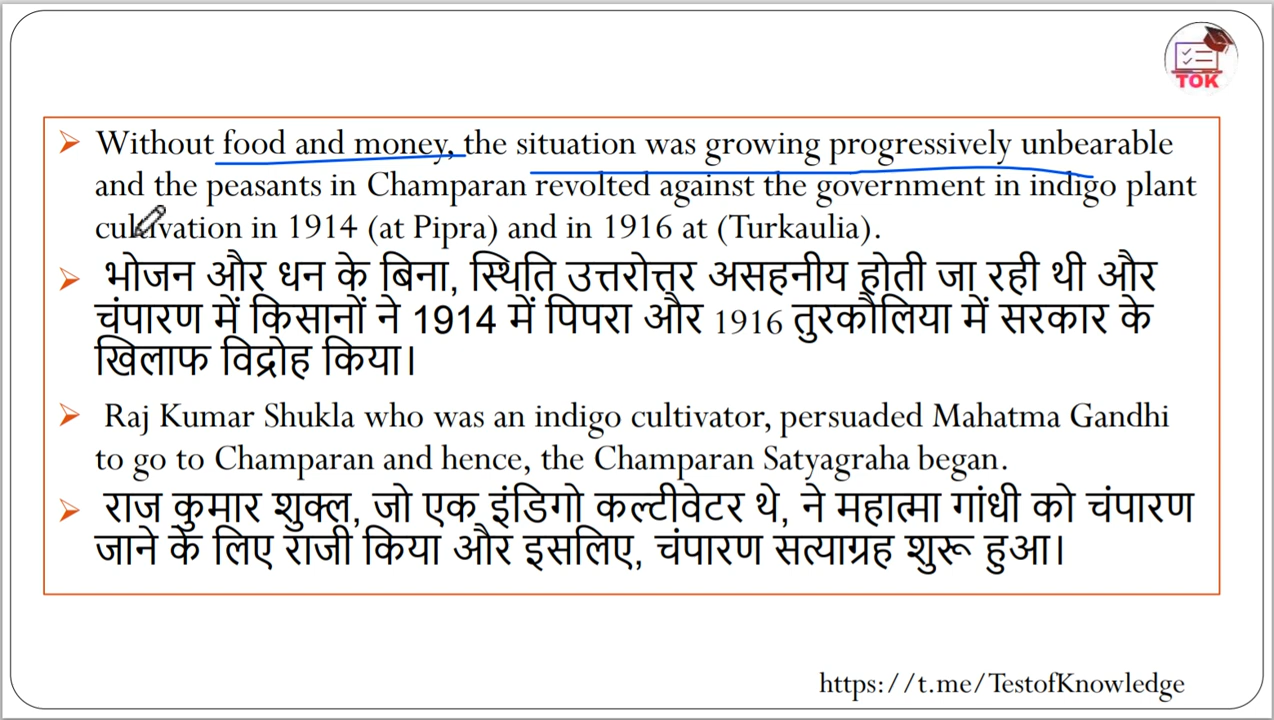 TOK
➢ Without food and money, the situation was growing progressively unbearable
and the peasants in Champaran revolted against the government in indigo plant
cultivation in 1914 (at Pipra) and in 1916 at (Turkaulia).
➢ भोजन और धन के बिना, स्थिति उत्तरोत्तर असहनीय होती जा रही थी और
चंपारण में किसानों ने 1914 में पिपरा और 1916 तुरकौलिया में सरकार के
खिलाफ विद्रोह किया।
➢ Raj Kumar Shukla who was an indigo cultivator, persuaded Mahatma Gandhi
to go to Champaran and hence, the Champaran Satyagraha began.
➢ राज कुमार शुक्ल, जो एक इंडिगो कल्टीवेटर थे, ने महात्मा गांधी को चंपारण
जाने के लिए राजी किया और इसलिए, चंपारण सत्याग्रह शुरू हुआ।
https://t.me/TestofKnowledge